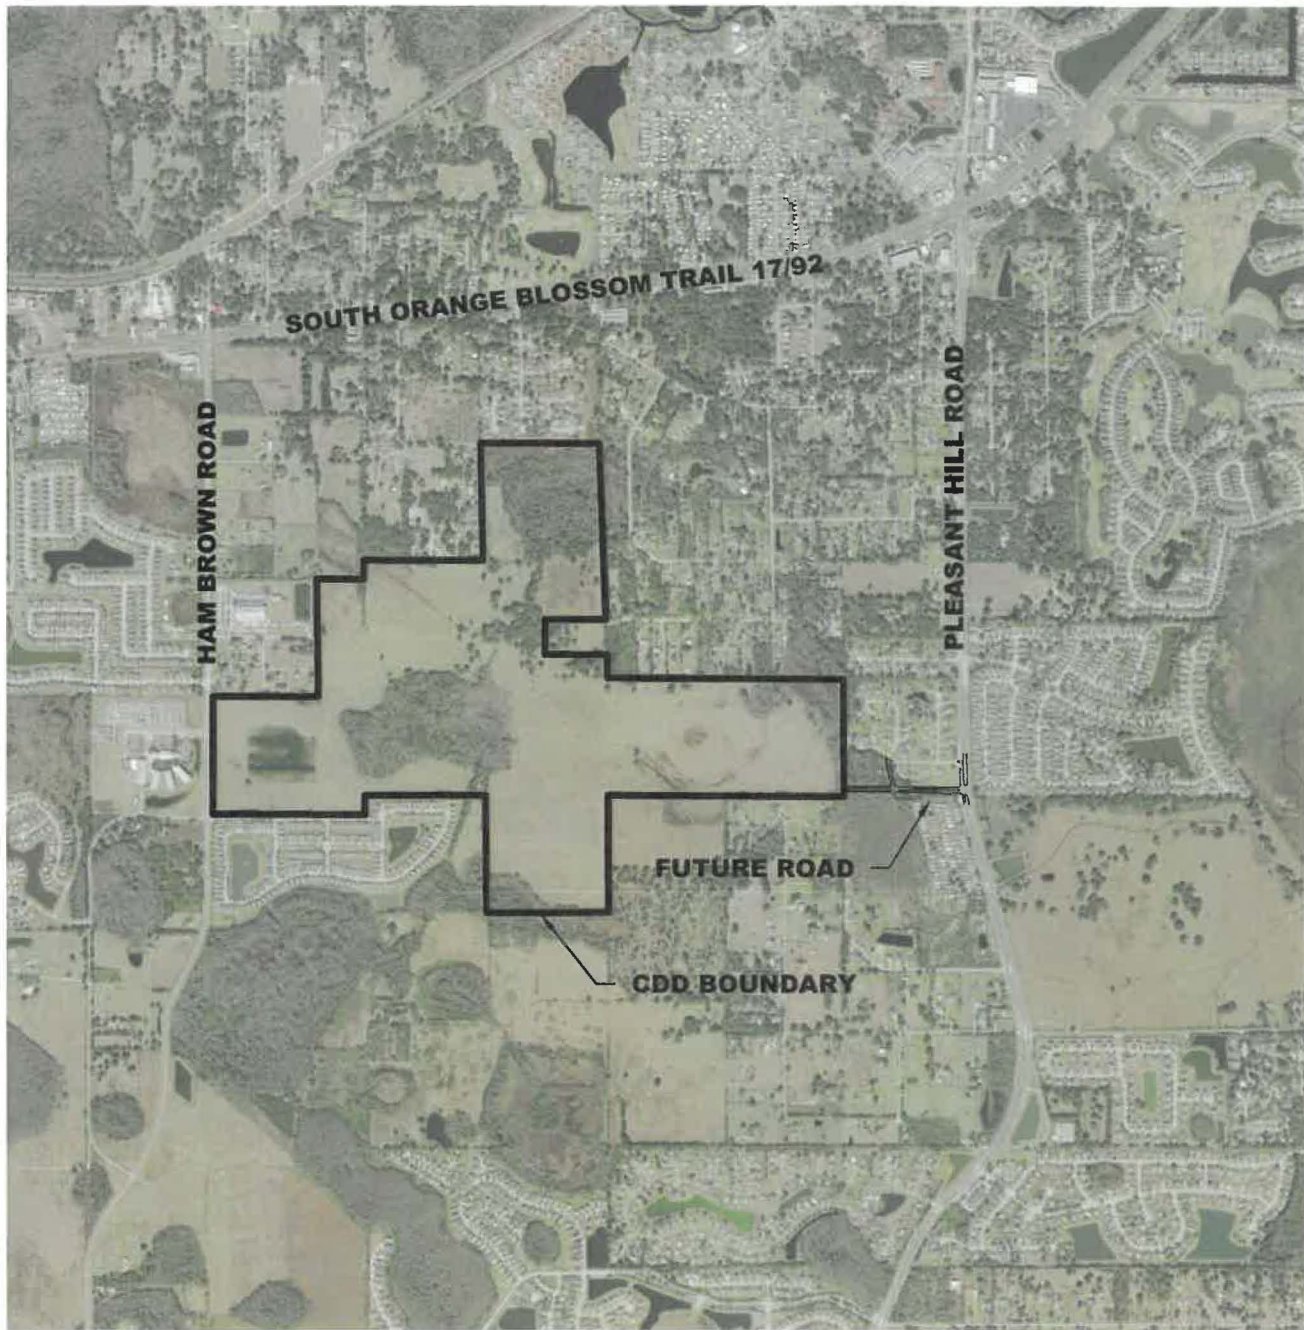 SOUTH ORANGE BLOSSOM TRAIL 17/92
HAM BROWN ROAD
PLEASANT HILL ROAD
FUTURE ROAD
CDD BOUNDARY